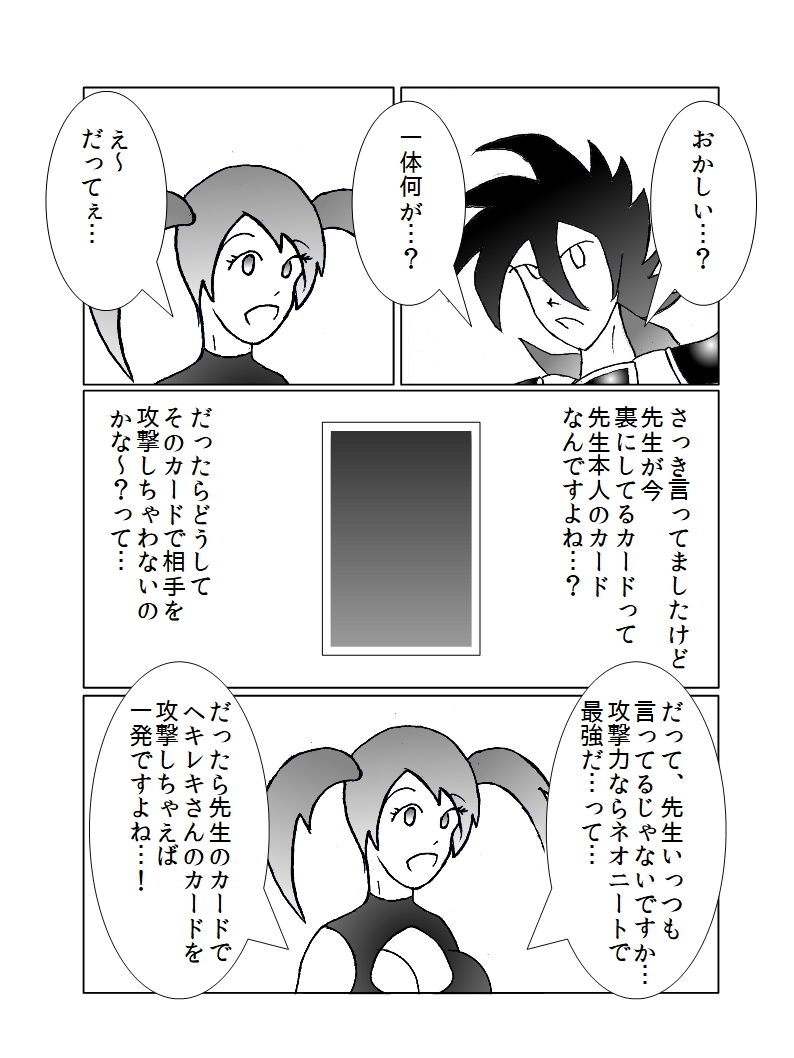 おかしい…？
一体何が…？
え～
だってぇ…
さっき言ってましたけど
先生が今
裏にしてるカードって
先生本人のカード
なんですよね…？
だったらどうして
そのカードで相手を
攻撃しちゃわないの
かな～？って…
だって、先生いっつも
言ってるじゃないですか…
攻撃力ならネオニートで
最強だ…って…
だったら先生のカードで
ヘキレキさんのカードを
攻撃しちゃえば
一発ですよね…！